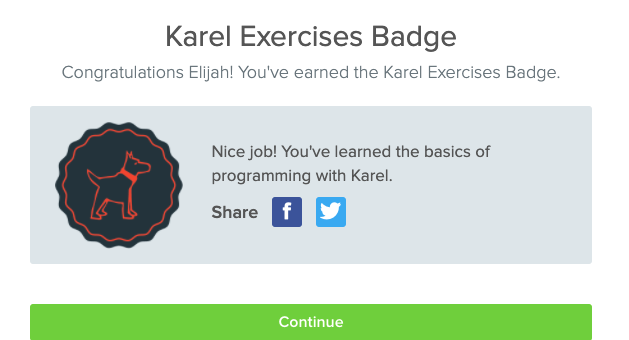 Karel Exercises Badge
Congratulations Elijah! You've earned the Karel Exercises Badge.
Nice job! You've learned the basics of
programming with Karel.
Share
Continue